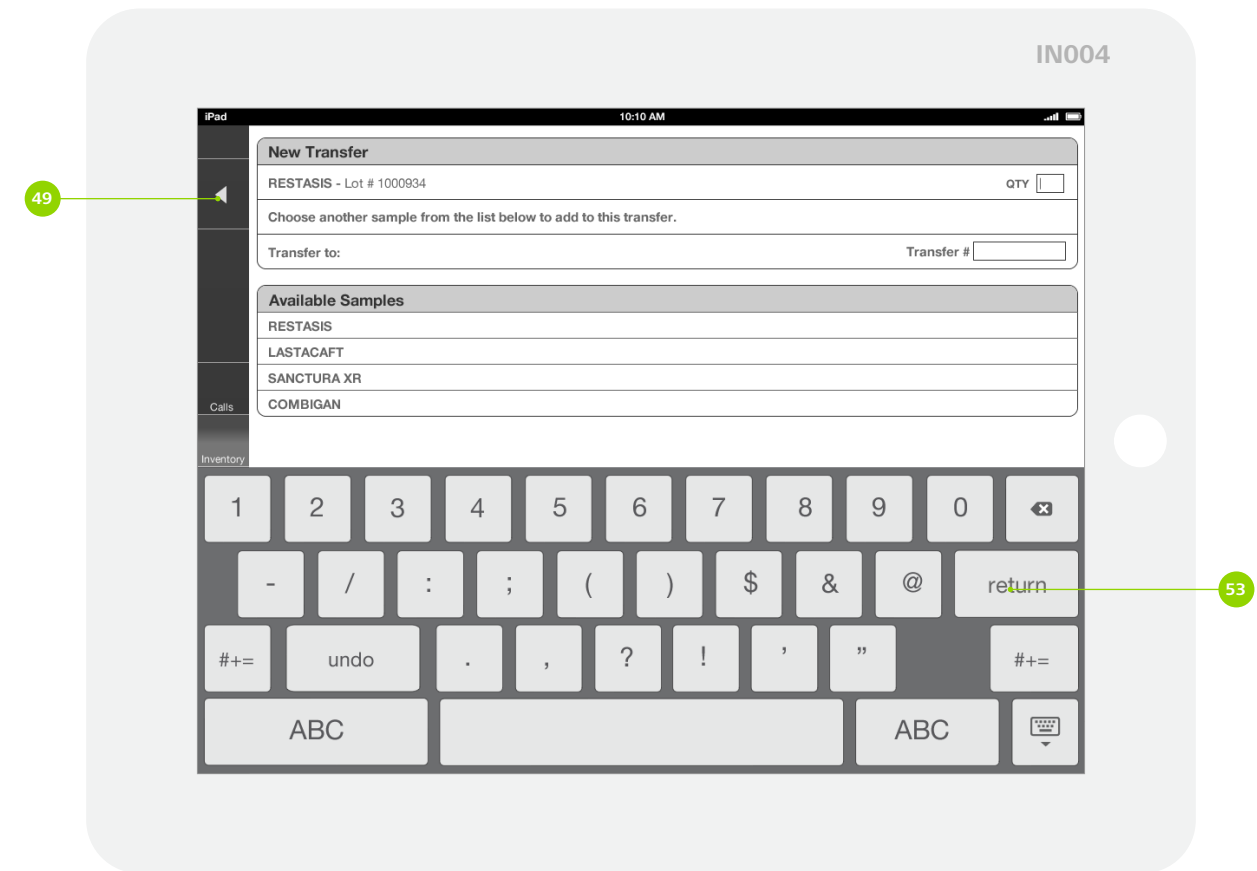 IN004
iPad 10:10 AM
New Transfer
RESTASIS - Lot # 1000934 QTY
49
Choose another sample from the list below to add to this transfer.
Transfer to: Transfer #
Available Samples
RESTASIS
LASTACAFT
SANCTURA XR
COMBIGAN
Calls
Inventory
1 2 3 4 5 6 7 8 9 0
- / : ; ( ) $ & @ return
53
#+= undo . , ? ! ’ ” #+=
ABC ABC